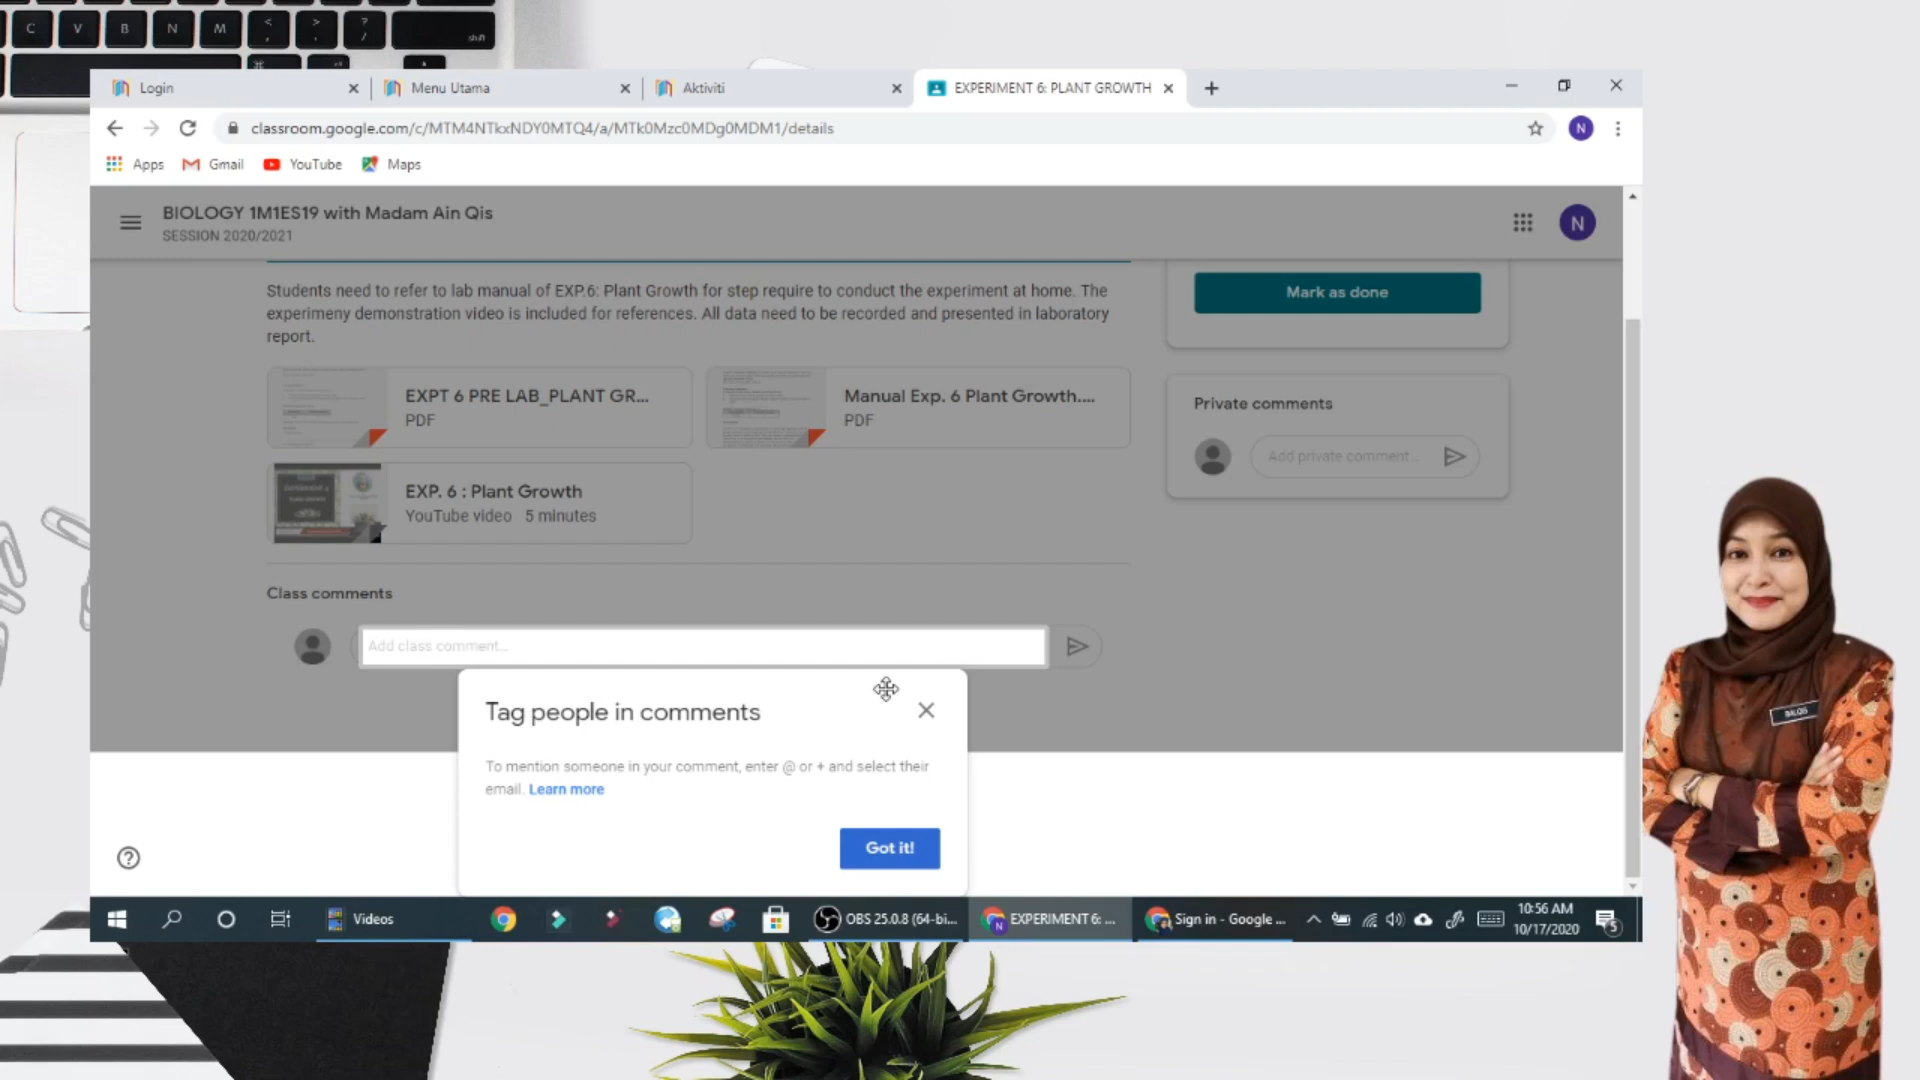 C V B N M < > ?
, . /
shift
⌘
Login
Menu Utama
Aktiviti
EXPERIMENT 6: PLANT GROWTH
classroom.google.com/c/MTM4NTkxNDY0MTQ4/a/MTk0Mzc0MDg0MDM1/details
N
Apps
Gmail
YouTube
Maps
BIOLOGY 1M1ES19 with Madam Ain Qis
SESSION 2020/2021
N
Students need to refer to lab manual of EXP.6: Plant Growth for step require to conduct the experiment at home. The
experimeny demonstration video is included for references. All data need to be recorded and presented in laboratory
report.
Mark as done
EXPT 6 PRE LAB_PLANT GR...
PDF
Manual Exp. 6 Plant Growth....
PDF
Private comments
Add private comment...
EXP. 6 : Plant Growth
YouTube video 5 minutes
Class comments
Add class comment...
Tag people in comments
To mention someone in your comment, enter @ or + and select their
email. Learn more
Got it!
BALQIS
Videos
OBS 25.0.8 (64-bi...
EXPERIMENT 6: ...
Sign in - Google ...
10:56 AM
10/17/2020
5